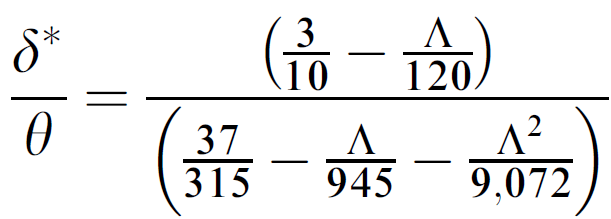 δ*/θ = (3/10 − Λ/120) / (37/315 − Λ/945 − Λ²/9,072)